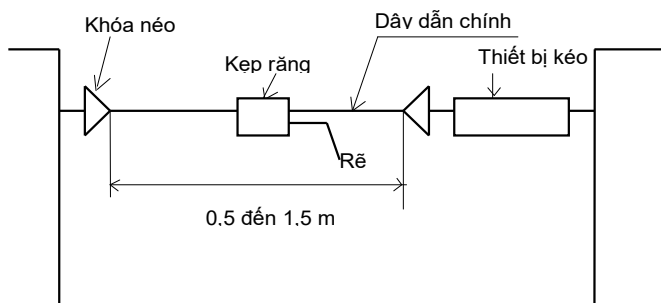 Khóa néo
Dây dẫn chính
Kẹp răng
Thiết bị kéo
Rẽ
0,5 đến 1,5 m